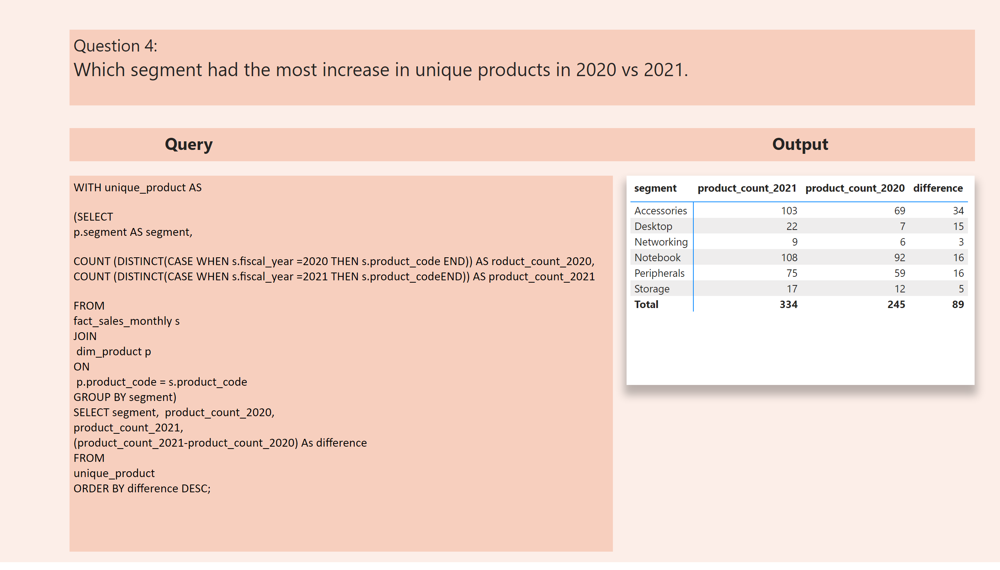 Question 4:
Which segment had the most increase in unique products in 2020 vs 2021.
Query
Output
WITH unique_product AS
(SELECT
p.segment AS segment,
COUNT (DISTINCT(CASE WHEN s.fiscal_year =2020 THEN s.product_code END)) AS roduct_count_2020,
COUNT (DISTINCT(CASE WHEN s.fiscal_year =2021 THEN s.product_codeEND)) AS product_count_2021
FROM
fact_sales_monthly s
JOIN
dim_product p
ON
p.product_code = s.product_code
GROUP BY segment)
SELECT segment, product_count_2020,
product_count_2021,
(product_count_2021-product_count_2020) As difference
FROM
unique_product
ORDER BY difference DESC;
segment product_count_2021 product_count_2020 difference
Accessories 103 69 34
Desktop 22 7 15
Networking 9 6 3
Notebook 108 92 16
Peripherals 75 59 16
Storage 17 12 5
Total 334 245 89